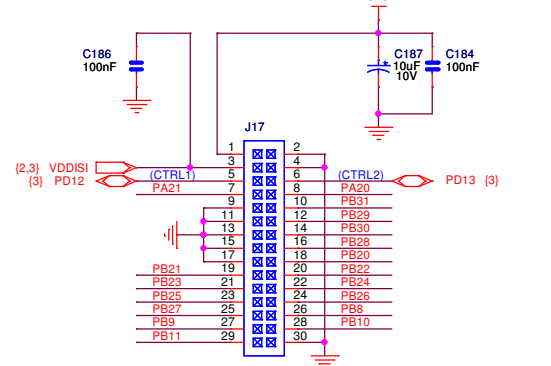 C186
100nF
C187
10uF
10V
C184
100nF
J17
1 2
{2,3} VDDISI 3 4
{3} PD12 (CTRL1) 5 6 (CTRL2) PD13 {3}
PA21 7 8 PA20
9 10 PB31
11 12 PB29
13 14 PB30
15 16 PB28
17 18 PB20
PB21 19 20 PB22
PB23 21 22 PB24
PB25 23 24 PB26
PB27 25 26 PB8
PB9 27 28 PB10
PB11 29 30